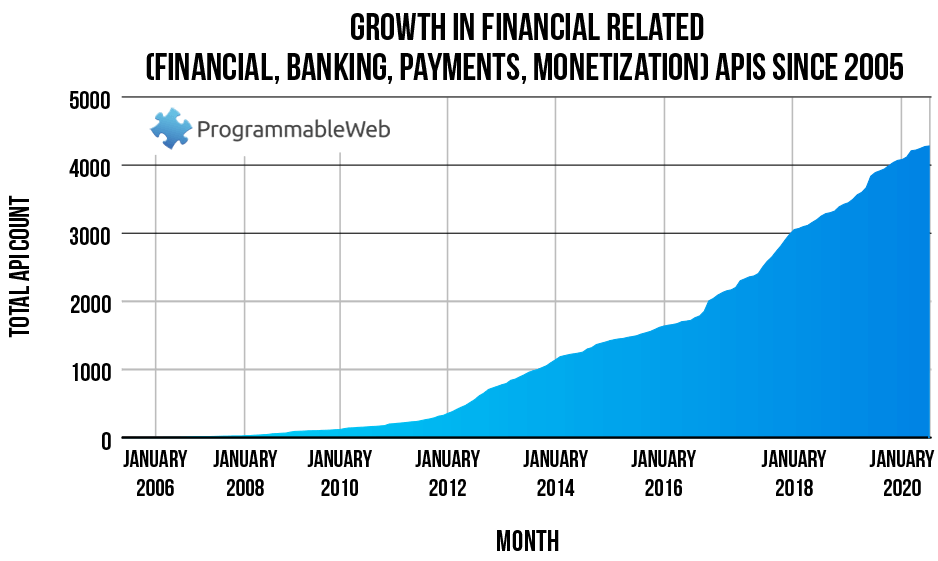 GROWTH IN FINANCIAL RELATED
(FINANCIAL, BANKING, PAYMENTS, MONETIZATION) APIS SINCE 2005
ProgrammableWeb
TOTAL API COUNT
5000
4000
3000
2000
1000
0
JANUARY 2006
JANUARY 2008
JANUARY 2010
JANUARY 2012
JANUARY 2014
JANUARY 2016
JANUARY 2018
JANUARY 2020
MONTH